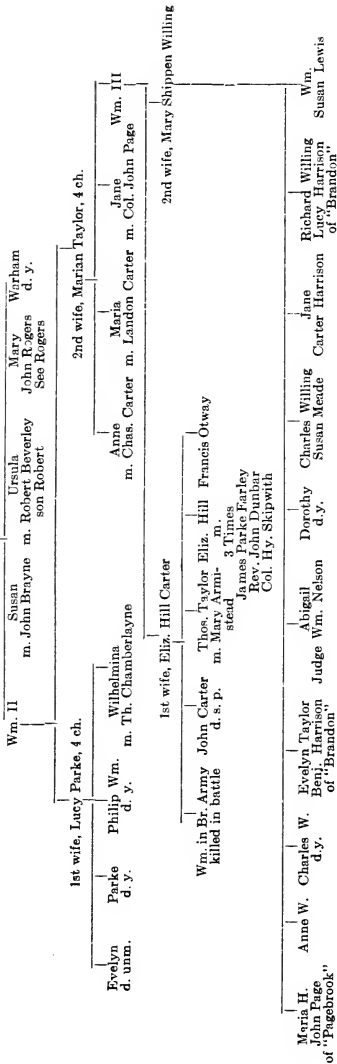 Wm. II
Susan
m. John Brayne
Ursula
m. Robert Beverley
son Robert
Mary
John Rogers
See Rogers
Warham
d. y.
1st wife, Lucy Parke, 4 ch.
2nd wife, Marian Taylor, 4 ch.
Evelyn
d. unm.
Parke
d. y.
Philip Wm.
d. y.
Wilhelmina
m. Th. Chamberlayne
Anne
m. Chas. Carter
Maria
m. Landon Carter
Jane
m. Col. John Page
Wm. III
1st wife, Eliz. Hill Carter
2nd wife, Mary Shippen Willing
Wm. in Br. Army
killed in battle
John Carter
d. s. p.
Thos. Taylor
m. Mary Armi-
stead
Eliz. Hill
m.
3 Times
James Parke Farley
Rev. John Dunbar
Col. Hy. Skipwith
Francis Otway
Maria H.
John Page
of "Pagebrook"
Anne W.
Charles W.
d.y.
Evelyn Taylor
Benj. Harrison
of "Brandon"
Abigail
Judge Wm. Nelson
Dorothy
d.y.
Charles Willing
Susan Meade
Jane
Carter Harrison
Richard Willing
Lucy Harrison
of "Brandon"
Wm.
Susan Lewis